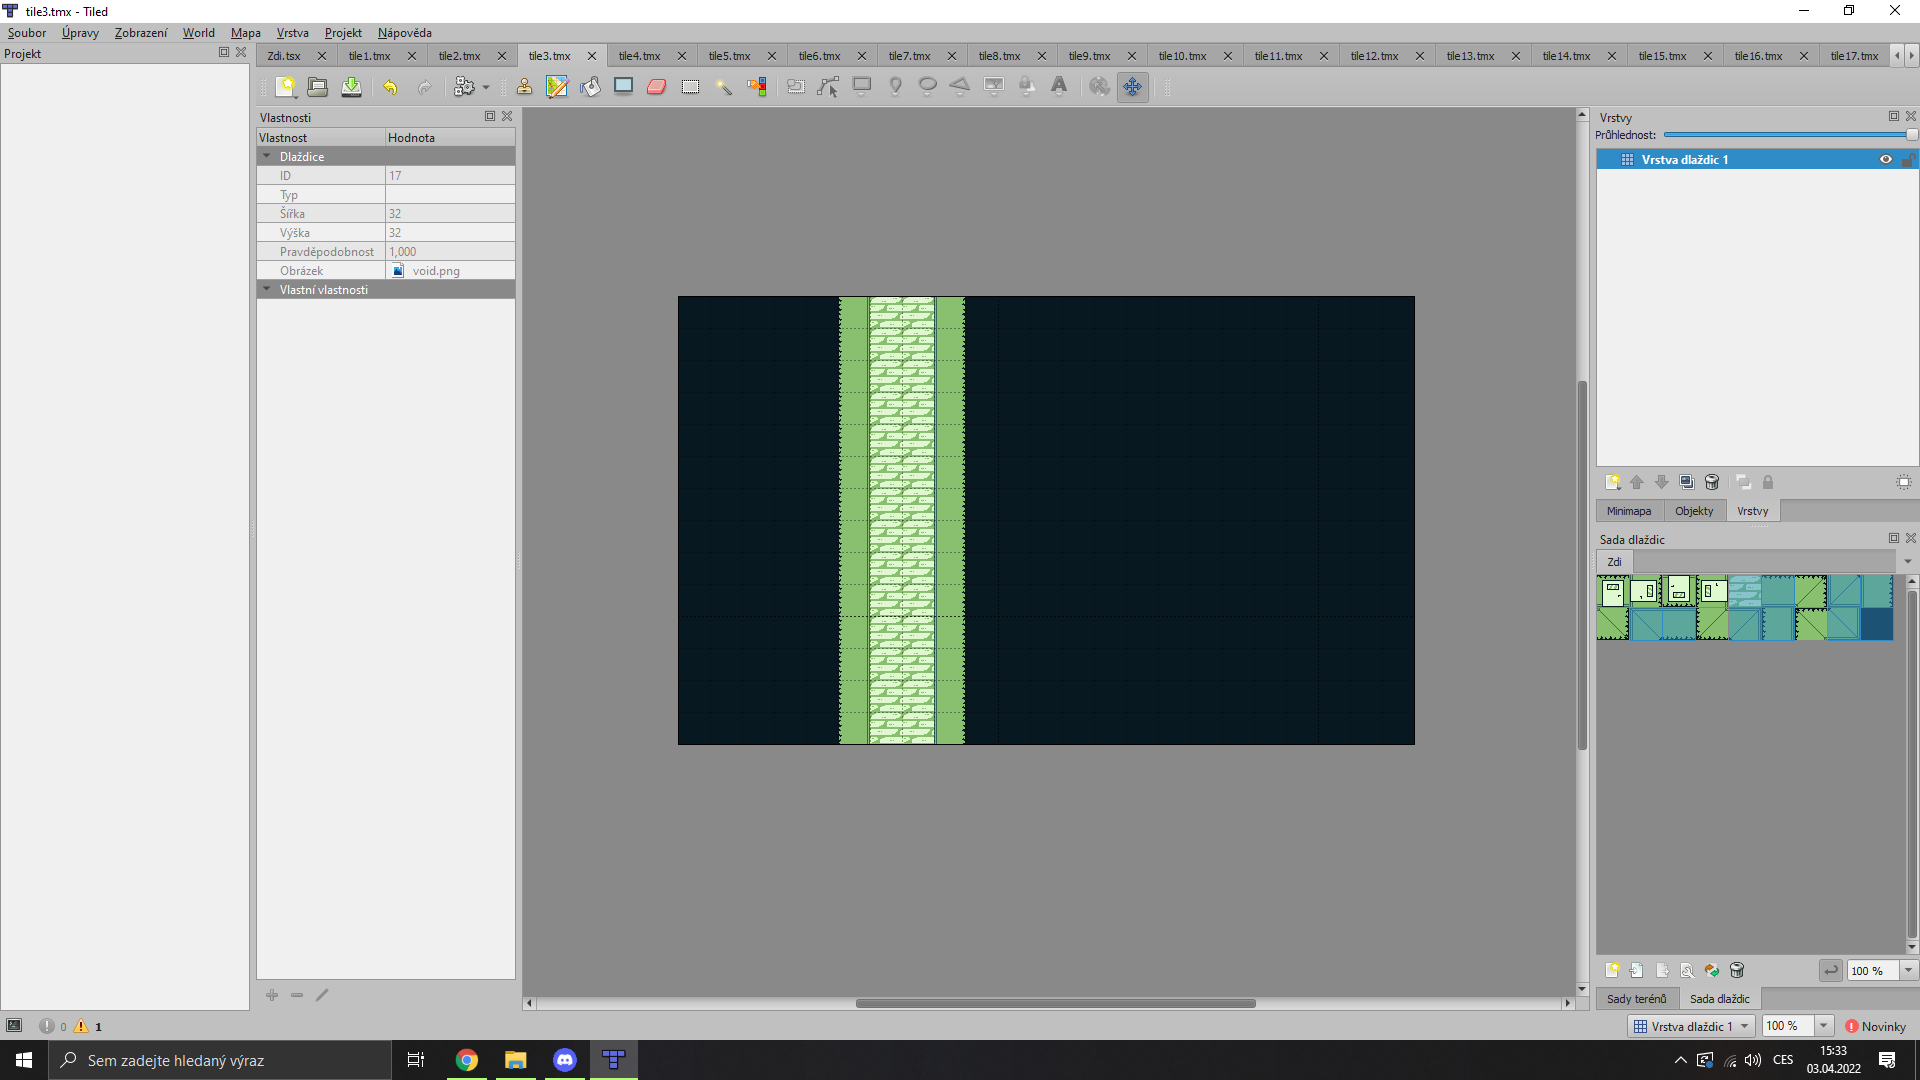 tile3.tmx - Tiled
Soubor Úpravy Zobrazení World Mapa Vrstva Projekt Nápověda
Projekt
Zdi.tsx tile1.tmx tile2.tmx tile3.tmx tile4.tmx tile5.tmx tile6.tmx tile7.tmx tile8.tmx tile9.tmx tile10.tmx tile11.tmx tile12.tmx tile13.tmx tile14.tmx tile15.tmx tile16.tmx tile17.tmx
Vlastnosti
Vlastnost Hodnota
Dlaždice
ID 17
Typ
Šířka 32
Výška 32
Pravděpodobnost 1,000
Obrázek void.png
Vlastní vlastnosti
Vrstvy
Průhlednost:
Vrstva dlaždic 1
Minimapa Objekty Vrstvy
Sada dlaždic
Zdi
100 %
Sady terénů Sada dlaždic
0 1
Vrstva dlaždic 1 100 % Novinky
Sem zadejte hledaný výraz
CES
15:33
03.04.2022